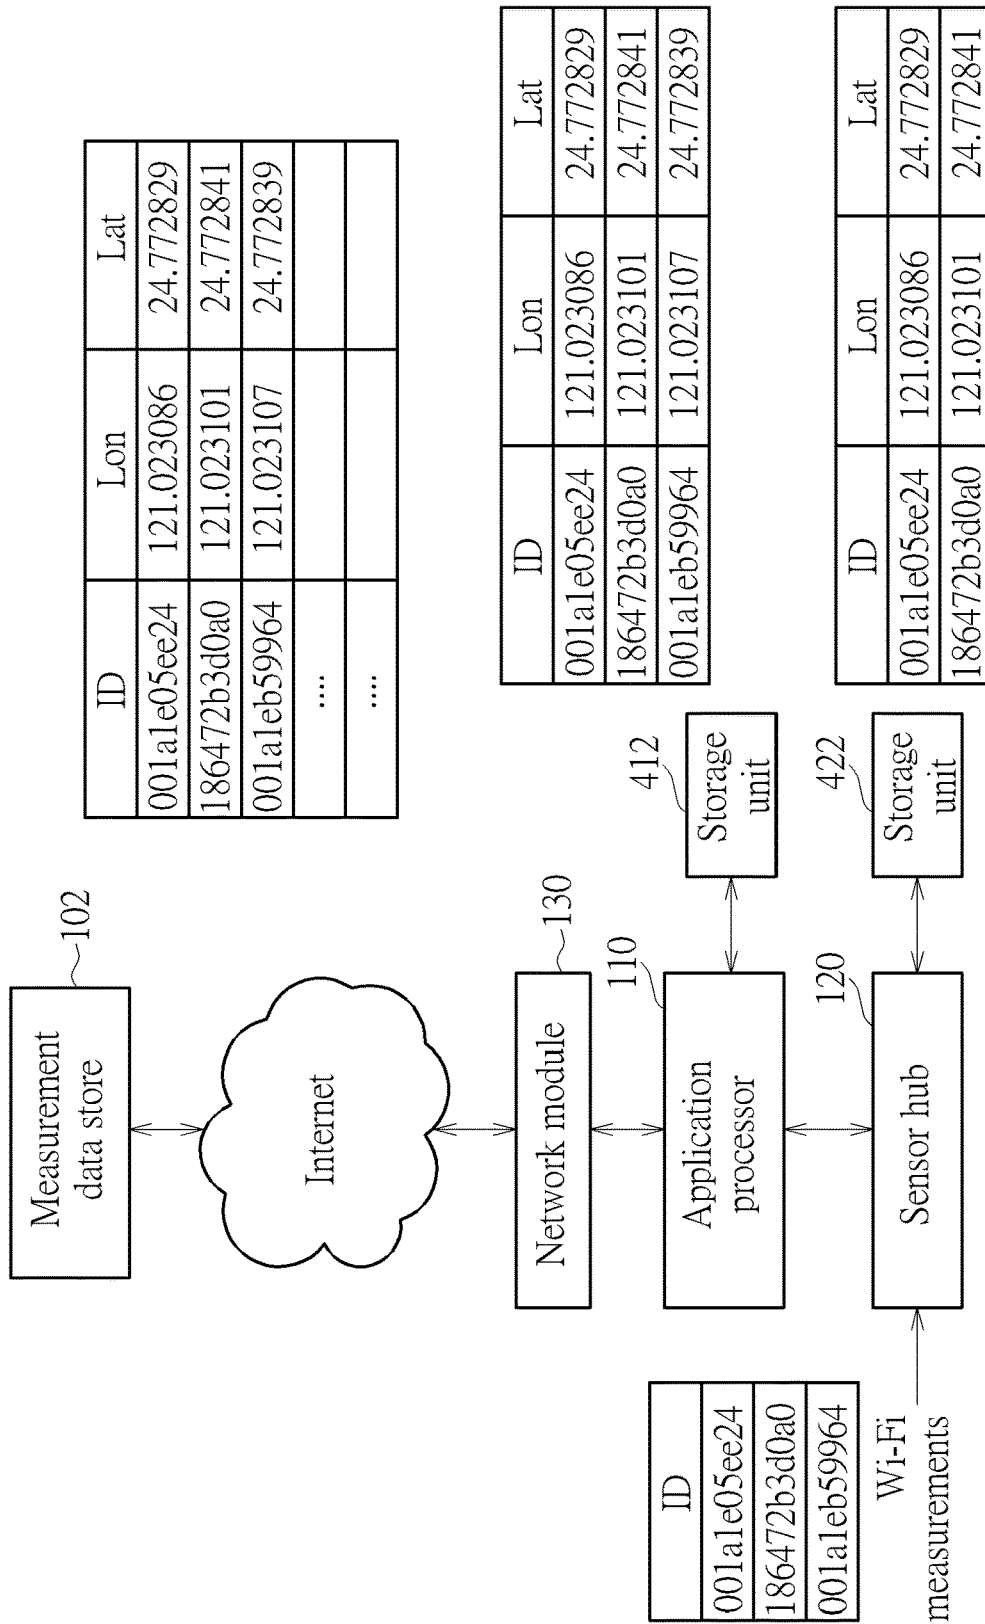 Measurement
data store
102
ID Lon Lat
001a1e05ee24 121.023086 24.772829
186472b3d0a0 121.023101 24.772841
001a1eb59964 121.023107 24.772839
....
....
Internet
Network module
130
ID Lon Lat
001a1e05ee24 121.023086 24.772829
186472b3d0a0 121.023101 24.772841
001a1eb59964 121.023107 24.772839
ID
001a1e05ee24
186472b3d0a0
001a1eb59964
Application
processor
110
Storage
unit
412
Wi-Fi
measurements
Sensor hub
120
Storage
unit
422
ID Lon Lat
001a1e05ee24 121.023086 24.772829
186472b3d0a0 121.023101 24.772841